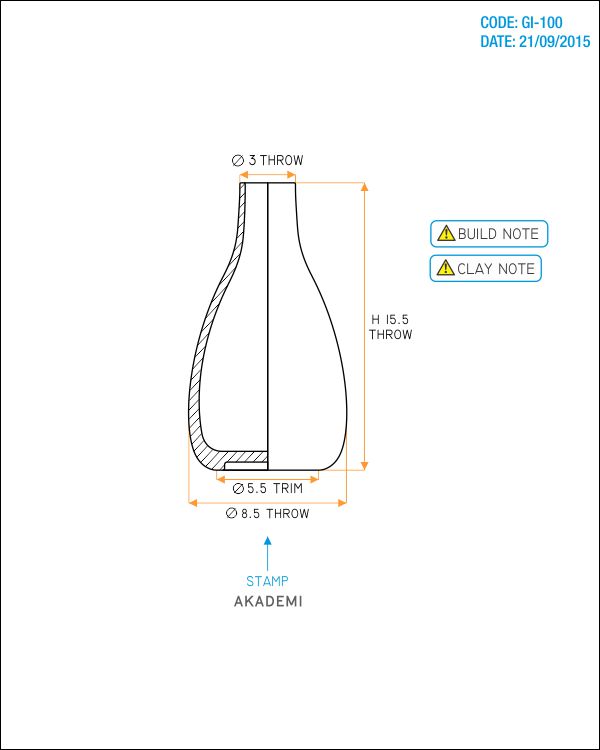 CODE: GI-100
DATE: 21/09/2015
Ø 3 THROW
BUILD NOTE
CLAY NOTE
H 15.5
THROW
Ø 5.5 TRIM
Ø 8.5 THROW
STAMP
AKADEMI